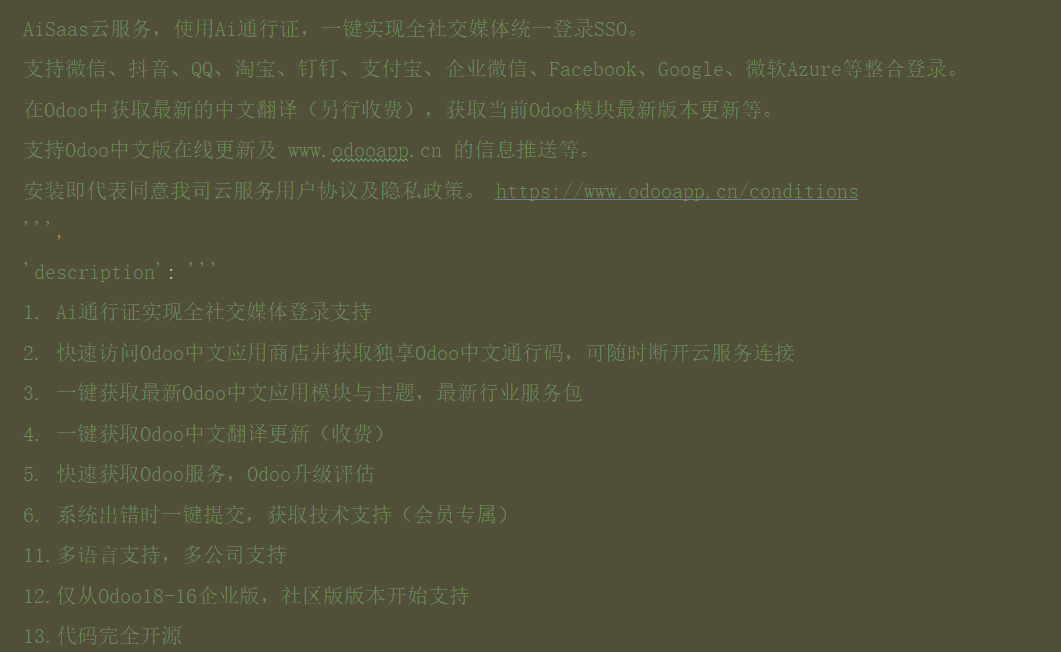 AiSaas云服务，使用Ai通行证，一键实现全社交媒体统一登录SSO。
支持微信、抖音、QQ、淘宝、钉钉、支付宝、企业微信、Facebook、Google、微软Azure等整合登录。
在Odoo中获取最新的中文翻译（另行收费），获取当前Odoo模块最新版本更新等。
支持Odoo中文版在线更新及 www.odooapp.cn 的信息推送等。
安装即代表同意我司云服务用户协议及隐私政策。 https://www.odooapp.cn/conditions
''',
'description': '''
1. Ai通行证实现全社交媒体登录支持
2. 快速访问Odoo中文应用商店并获取独享Odoo中文通行码，可随时断开云服务连接
3. 一键获取最新Odoo中文应用模块与主题，最新行业服务包
4. 一键获取Odoo中文翻译更新（收费）
5. 快速获取Odoo服务，Odoo升级评估
6. 系统出错时一键提交，获取技术支持（会员专属）
11.多语言支持，多公司支持
12.仅从Odoo18-16企业版，社区版版本开始支持
13.代码完全开源